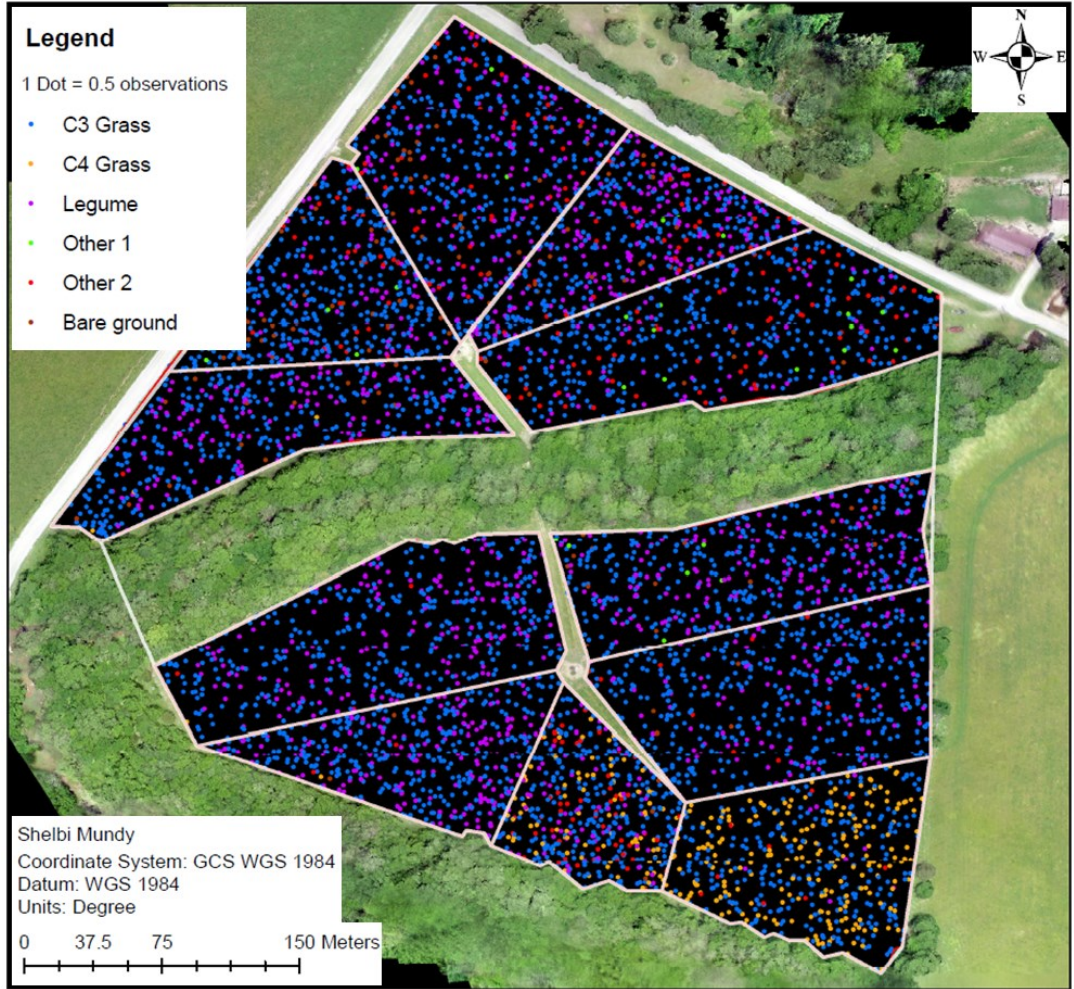 Legend
1 Dot = 0.5 observations
C3 Grass
C4 Grass
Legume
Other 1
Other 2
Bare ground
N
W E
S
Shelbi Mundy
Coordinate System: GCS WGS 1984
Datum: WGS 1984
Units: Degree
0 37.5 75 150 Meters